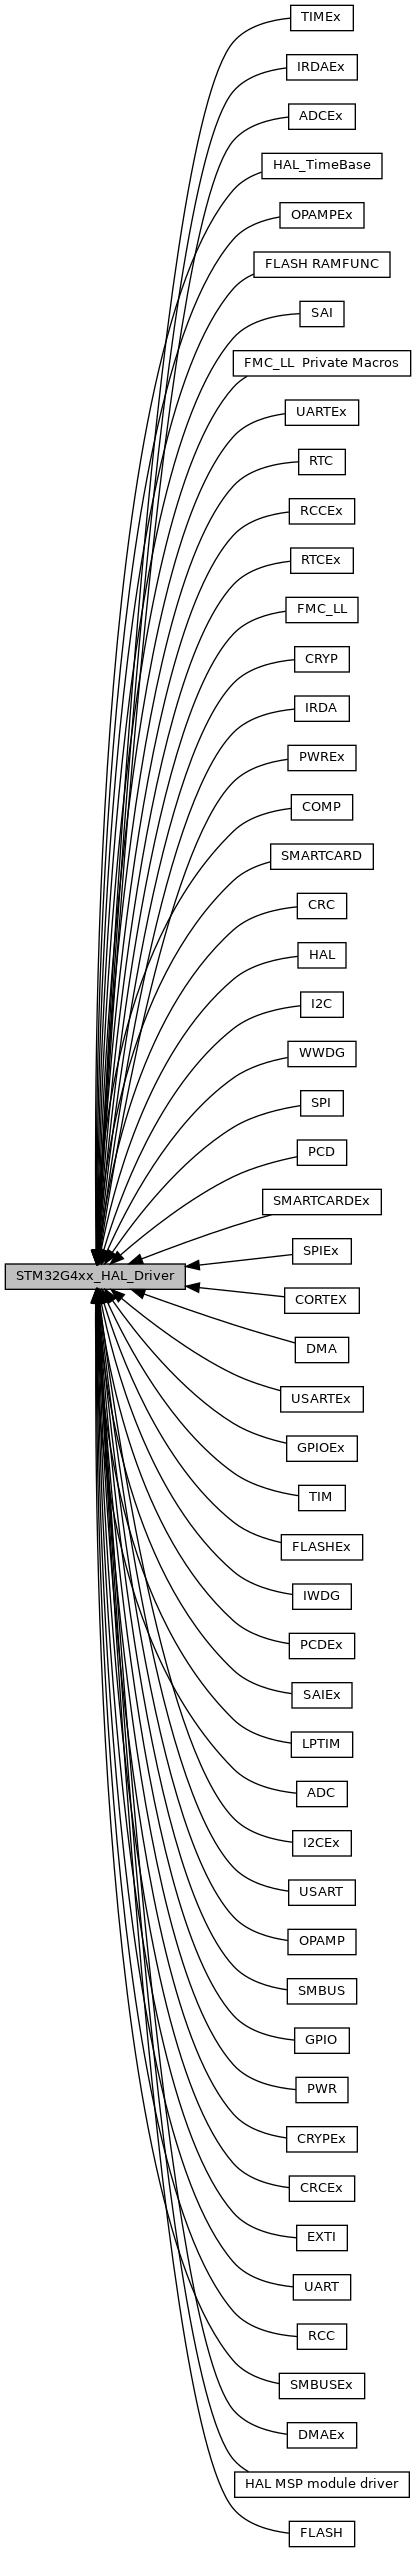 TIMEx
IRDAEx
ADCEx
HAL_TimeBase
OPAMPEx
FLASH RAMFUNC
SAI
FMC_LL  Private Macros
UARTEx
RTC
RCCEx
RTCEx
FMC_LL
CRYP
IRDA
PWREx
COMP
SMARTCARD
CRC
HAL
I2C
WWDG
SPI
PCD
SMARTCARDEx
SPIEx
STM32G4xx_HAL_Driver
CORTEX
DMA
USARTEx
GPIOEx
TIM
FLASHEx
IWDG
PCDEx
SAIEx
LPTIM
ADC
I2CEx
USART
OPAMP
SMBUS
GPIO
PWR
CRYPEx
CRCEx
EXTI
UART
RCC
SMBUSEx
DMAEx
HAL MSP module driver
FLASH